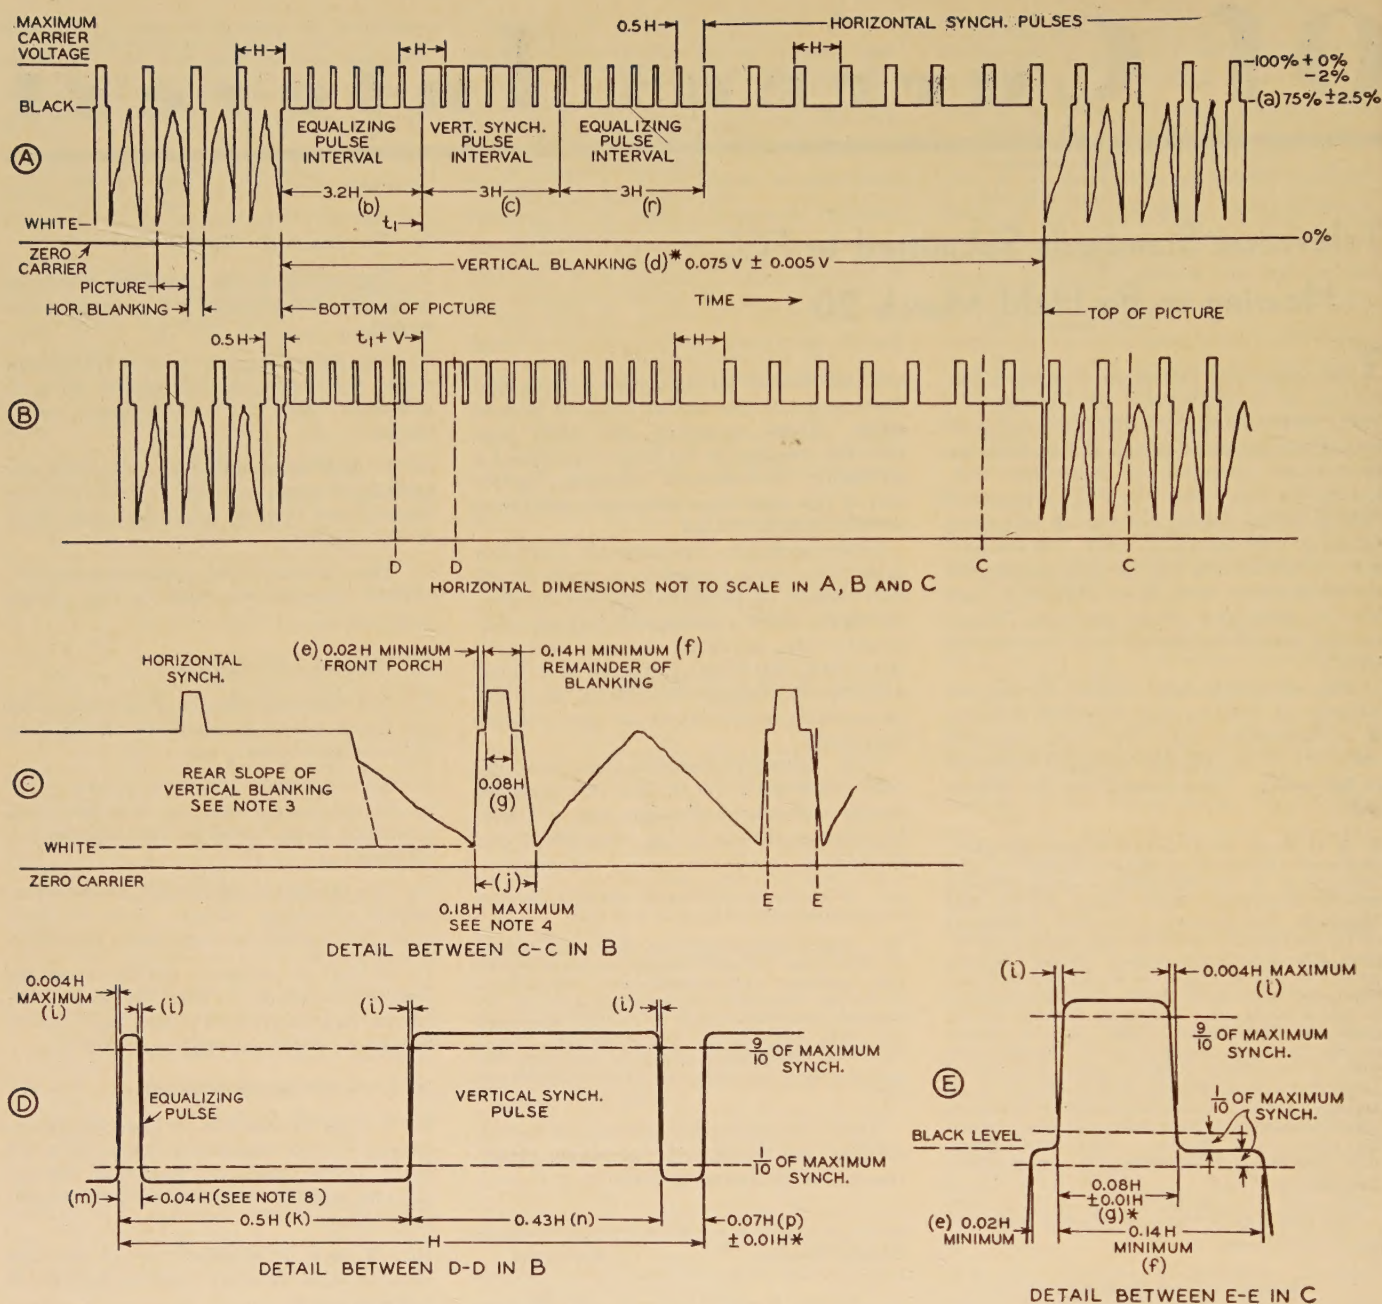 MAXIMUM
CARRIER
VOLTAGE
H
H
0.5H
HORIZONTAL SYNCH. PULSES
H
100% + 0%
-2%
BLACK
(a) 75% ± 2.5%
A
EQUALIZING
PULSE
INTERVAL
VERT. SYNCH.
PULSE
INTERVAL
EQUALIZING
PULSE
INTERVAL
3.2H
(b)
3H
(c)
3H
(r)
WHITE
t₁
ZERO
CARRIER
0%
VERTICAL BLANKING (d)* 0.075 V ± 0.005 V
PICTURE
HOR. BLANKING
BOTTOM OF PICTURE
TIME
TOP OF PICTURE
0.5H
t₁ + V
H
B
D
D
C
C
HORIZONTAL DIMENSIONS NOT TO SCALE IN A, B AND C
HORIZONTAL
SYNCH.
(e) 0.02H MINIMUM
FRONT PORCH
0.14H MINIMUM (f)
REMAINDER OF
BLANKING
C
REAR SLOPE OF
VERTICAL BLANKING
SEE NOTE 3
0.08H
(g)
WHITE
ZERO CARRIER
(j)
0.18H MAXIMUM
SEE NOTE 4
E
E
DETAIL BETWEEN C-C IN B
0.004H
MAXIMUM
(i)
(i)
(i)
(i)
9/10 OF MAXIMUM
SYNCH.
D
EQUALIZING
PULSE
VERTICAL SYNCH.
PULSE
1/10 OF MAXIMUM
SYNCH.
(m)
0.04H (SEE NOTE 8)
0.5H (k)
0.43H (n)
0.07H (p)
± 0.01H*
H
DETAIL BETWEEN D-D IN B
(i)
0.004H MAXIMUM
(i)
9/10 OF MAXIMUM
SYNCH.
E
1/10 OF MAXIMUM
SYNCH.
BLACK LEVEL
0.08H
±0.01H
(g)*
(e) 0.02H
MINIMUM
0.14H
MINIMUM
(f)
DETAIL BETWEEN E-E IN C